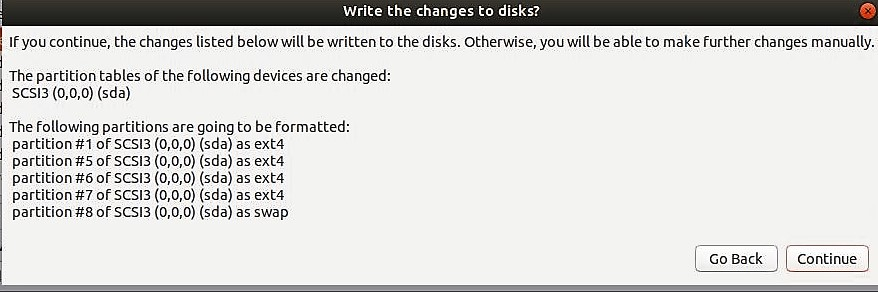 Write the changes to disks?
If you continue, the changes listed below will be written to the disks. Otherwise, you will be able to make further changes manually.
The partition tables of the following devices are changed:
SCSI3 (0,0,0) (sda)
The following partitions are going to be formatted:
partition #1 of SCSI3 (0,0,0) (sda) as ext4
partition #5 of SCSI3 (0,0,0) (sda) as ext4
partition #6 of SCSI3 (0,0,0) (sda) as ext4
partition #7 of SCSI3 (0,0,0) (sda) as ext4
partition #8 of SCSI3 (0,0,0) (sda) as swap
Go Back Continue